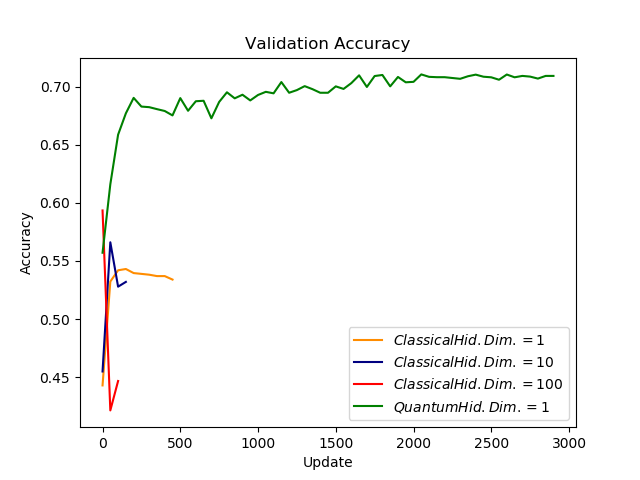 Validation Accuracy
Accuracy
0.70
0.65
0.60
0.55
0.50
0.45
0
500
1000
1500
2000
2500
3000
Update
ClassicalHid.Dim. = 1
ClassicalHid.Dim. = 10
ClassicalHid.Dim. = 100
QuantumHid.Dim. = 1